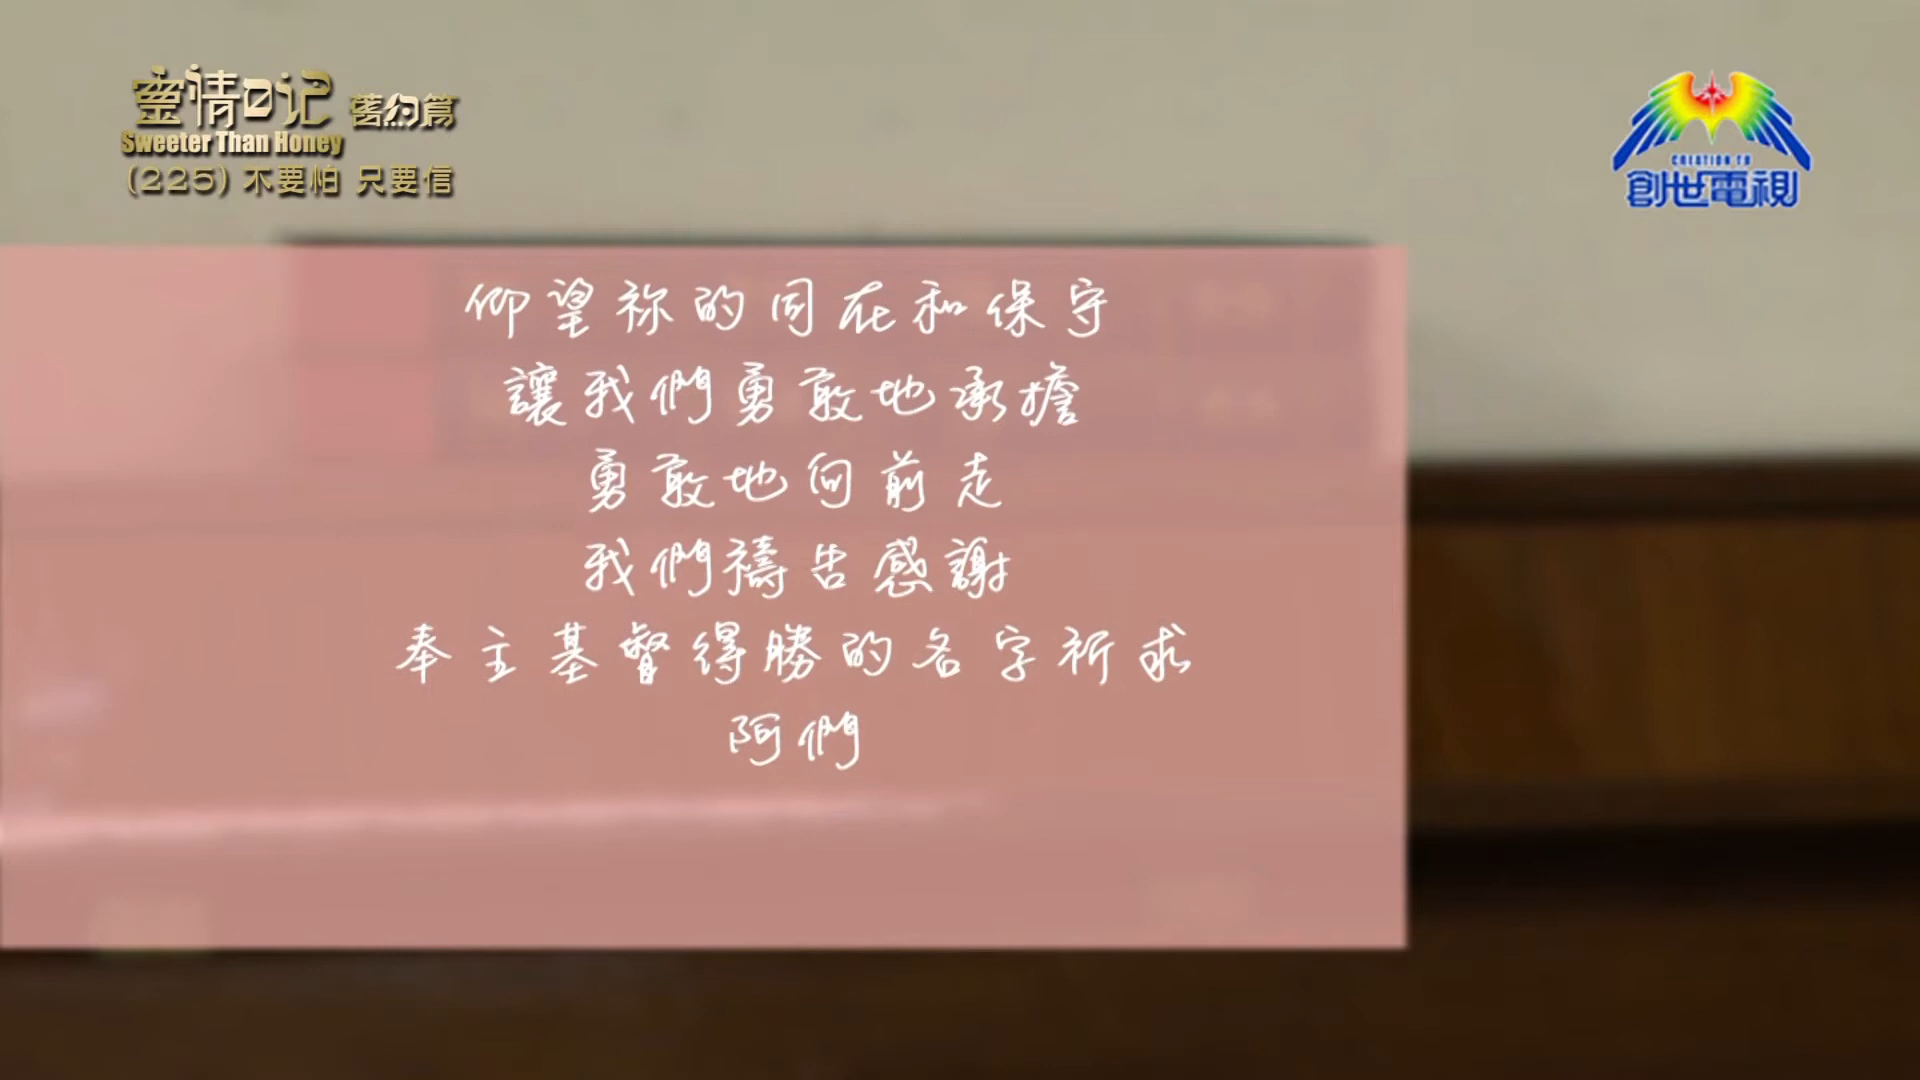 蜜情日记 舊約篇
Sweeter Than Honey
(225) 不要怕 只要信
CREATION TV
創世電視
仰望祢的同在和保守
讓我們勇敢地承擔
勇敢地向前走
我們禱告感謝
奉主基督得勝的名字祈求
阿們